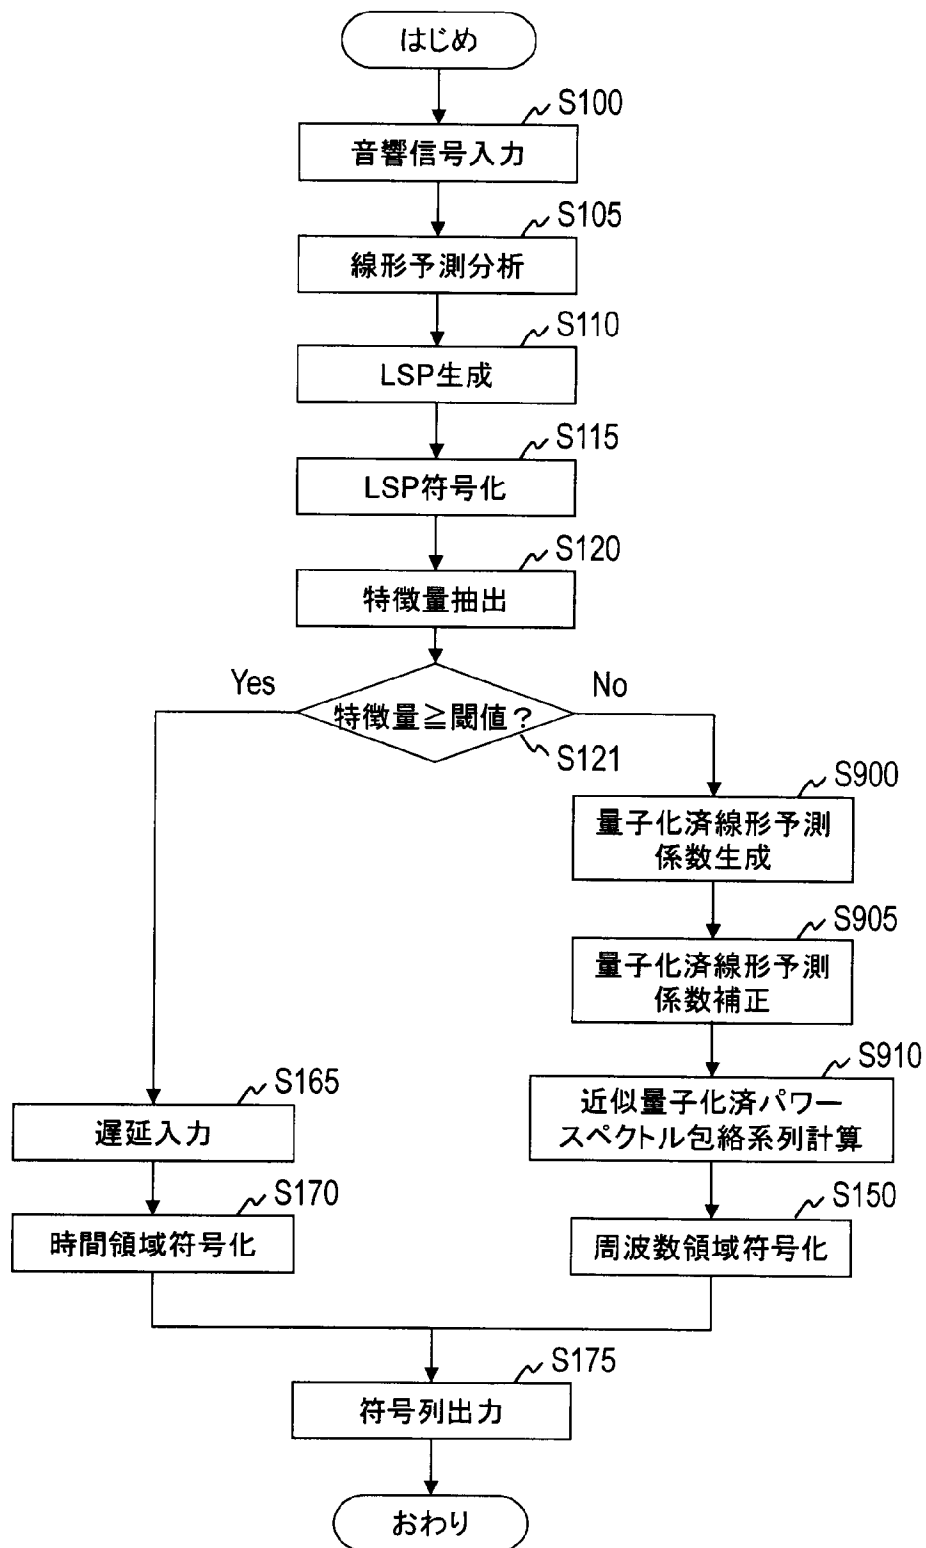 はじめ
S100
音響信号入力
S105
線形予測分析
S110
LSP生成
S115
LSP符号化
S120
特徴量抽出
Yes
No
特徴量≧閾値?
S121
S900
量子化済線形予測
係数生成
S905
量子化済線形予測
係数補正
S910
近似量子化済パワー
スペクトル包絡系列計算
S165
遅延入力
S170
時間領域符号化
S150
周波数領域符号化
S175
符号列出力
おわり